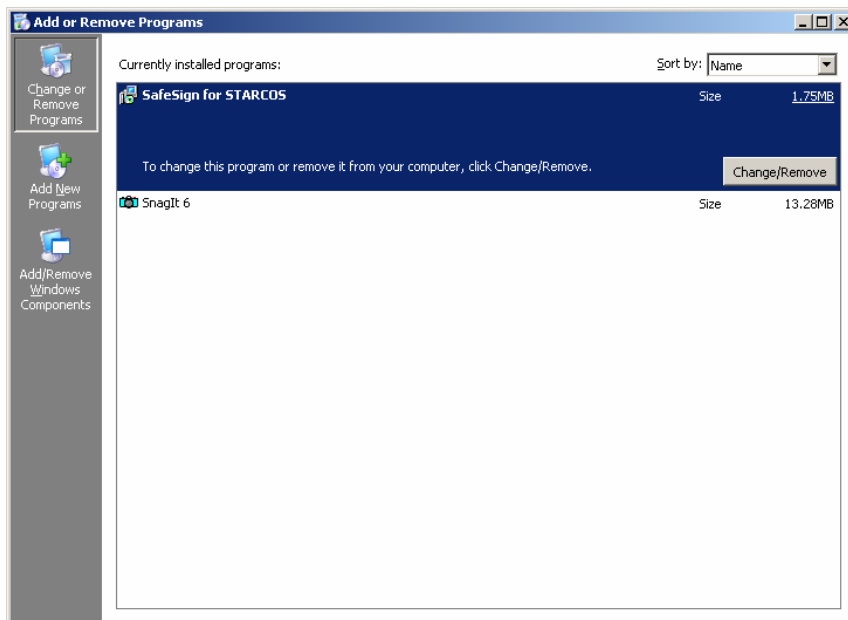 Add or Remove Programs
Change or
Remove
Programs
Add New
Programs
Add/Remove
Windows
Components
Currently installed programs:
Sort by: Name
SafeSign for STARCOS Size 1.75MB
To change this program or remove it from your computer, click Change/Remove.
Change/Remove
SnagIt 6 Size 13.28MB